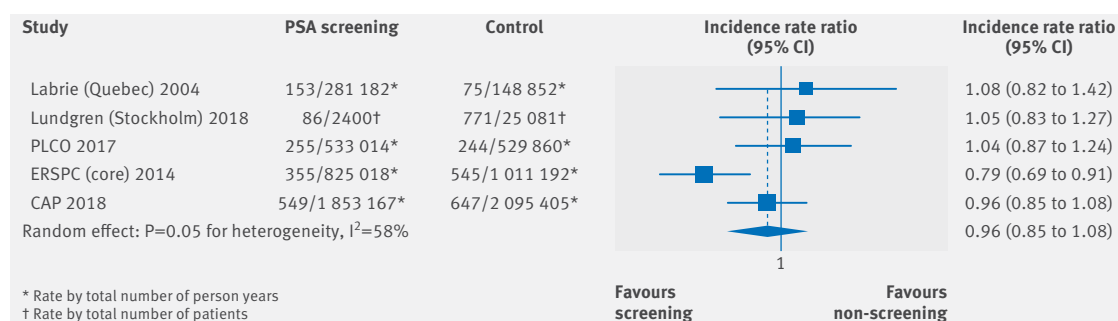 Study PSA screening Control Incidence rate ratio (95% CI) Incidence rate ratio (95% CI)
Labrie (Quebec) 2004 153/281 182* 75/148 852* 1.08 (0.82 to 1.42)
Lundgren (Stockholm) 2018 86/2400† 771/25 081† 1.05 (0.83 to 1.27)
PLCO 2017 255/533 014* 244/529 860* 1.04 (0.87 to 1.24)
ERSPC (core) 2014 355/825 018* 545/1 011 192* 0.79 (0.69 to 0.91)
CAP 2018 549/1 853 167* 647/2 095 405* 0.96 (0.85 to 1.08)
Random effect: P=0.05 for heterogeneity, I²=58% 0.96 (0.85 to 1.08)
1
* Rate by total number of person years
† Rate by total number of patients
Favours screening
Favours non-screening